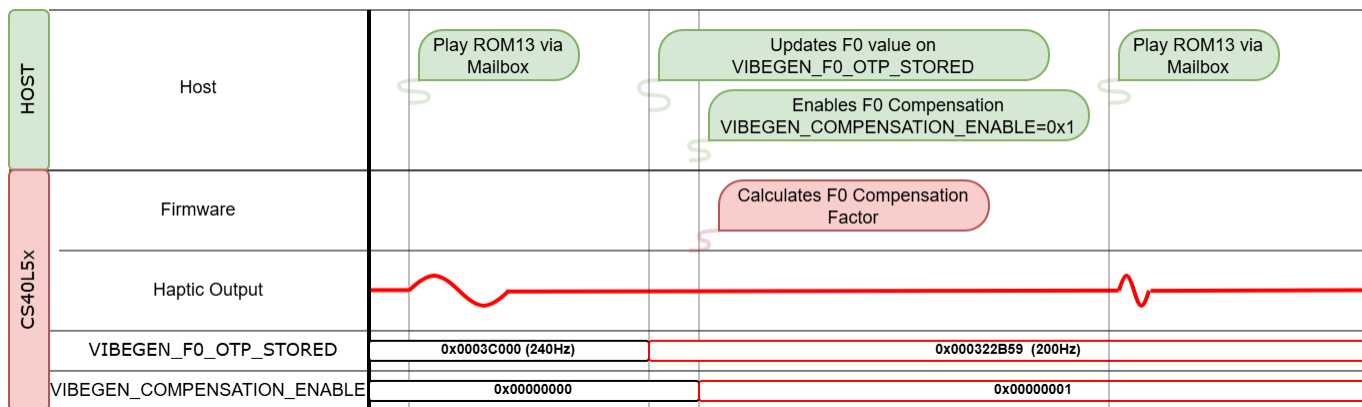 HOST
Host
Play ROM13 via
Mailbox
Updates F0 value on
VIBEGEN_F0_OTP_STORED
Enables F0 Compensation
VIBEGEN_COMPENSATION_ENABLE=0x1
Play ROM13 via
Mailbox
CS40L5x
Firmware
Calculates F0 Compensation
Factor
Haptic Output
VIBEGEN_F0_OTP_STORED
0x0003C000 (240Hz)
0x000322B59 (200Hz)
VIBEGEN_COMPENSATION_ENABLE
0x00000000
0x00000001